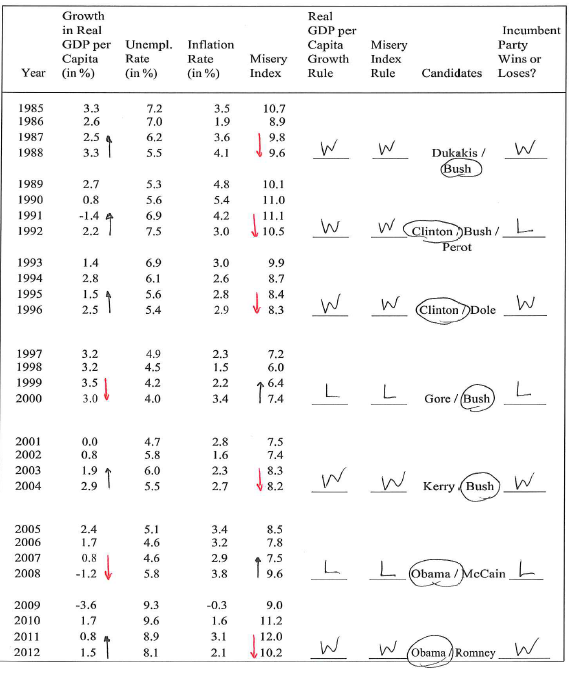 Growth Real
in Real GDP per Incumbent
GDP per Unempl. Inflation Capita Misery Party
Capita Rate Rate Misery Growth Index Wins or
Year (in %) (in %) (in %) Index Rule Rule Candidates Loses?
1985 3.3 7.2 3.5 10.7
1986 2.6 7.0 1.9 8.9
1987 2.5 6.2 3.6 9.8
1988 3.3 5.5 4.1 9.6 W W Dukakis / W
Bush
1989 2.7 5.3 4.8 10.1
1990 0.8 5.6 5.4 11.0
1991 -1.4 6.9 4.2 11.1
1992 2.2 7.5 3.0 10.5 W W Clinton / Bush / L
Perot
1993 1.4 6.9 3.0 9.9
1994 2.8 6.1 2.6 8.7
1995 1.5 5.6 2.8 8.4
1996 2.5 5.4 2.9 8.3 W W Clinton / Dole W
1997 3.2 4.9 2.3 7.2
1998 3.2 4.5 1.5 6.0
1999 3.5 4.2 2.2 6.4
2000 3.0 4.0 3.4 7.4 L L Gore / Bush L
2001 0.0 4.7 2.8 7.5
2002 0.8 5.8 1.6 7.4
2003 1.9 6.0 2.3 8.3
2004 2.9 5.5 2.7 8.2 W W Kerry / Bush W
2005 2.4 5.1 3.4 8.5
2006 1.7 4.6 3.2 7.8
2007 0.8 4.6 2.9 7.5
2008 -1.2 5.8 3.8 9.6 L L Obama / McCain L
2009 -3.6 9.3 -0.3 9.0
2010 1.7 9.6 1.6 11.2
2011 0.8 8.9 3.1 12.0
2012 1.5 8.1 2.1 10.2 W W Obama / Romney W